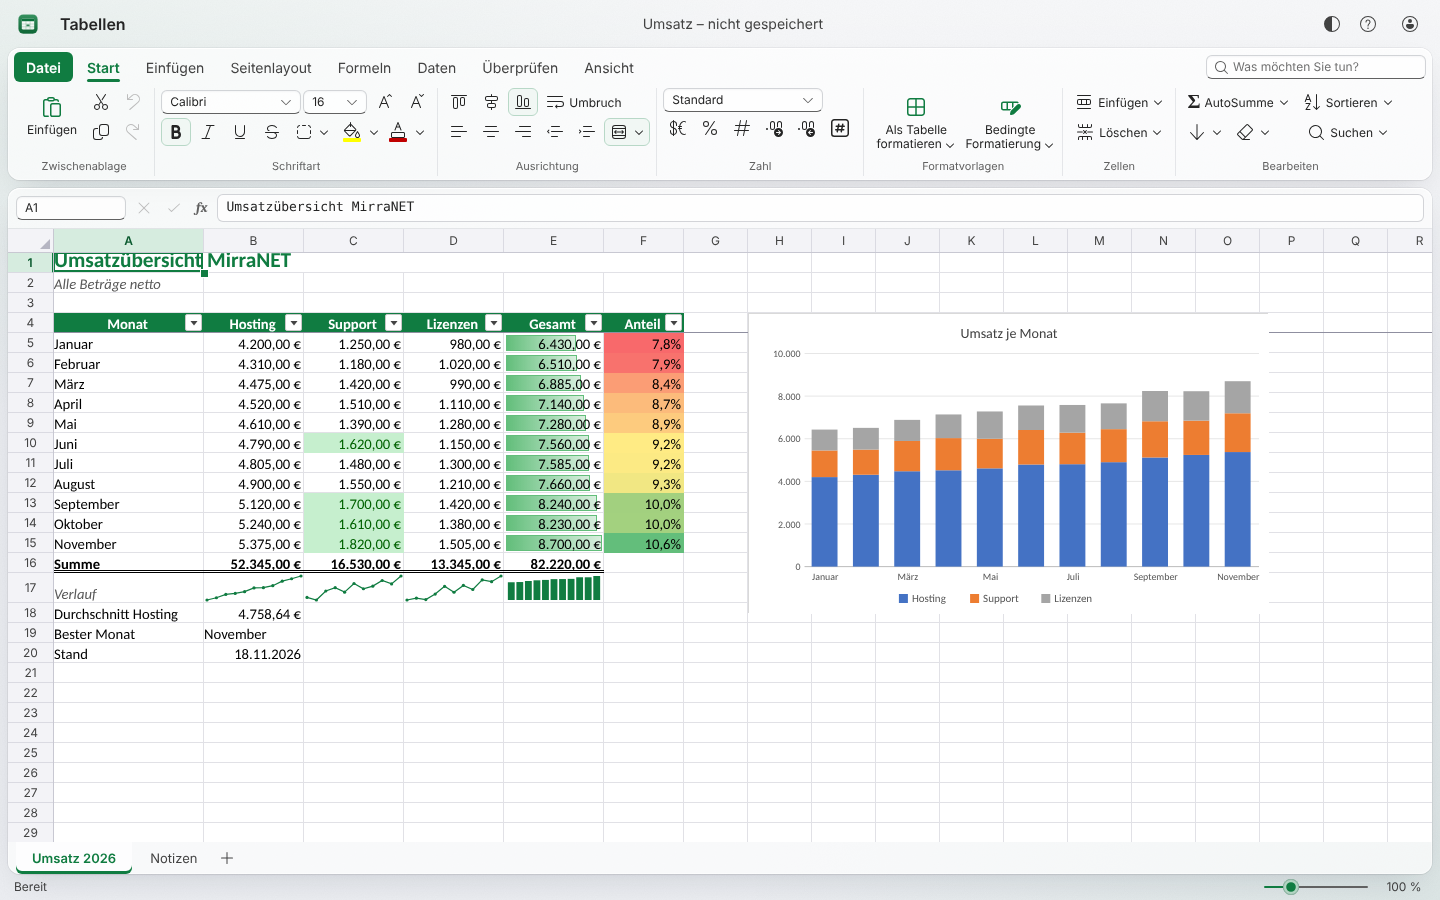 Tabellen
Umsatz – nicht gespeichert
Datei Start Einfügen Seitenlayout Formeln Daten Überprüfen Ansicht
Was möchten Sie tun?
Einfügen
Zwischenablage
Calibri 16
Schriftart
Umbruch
Ausrichtung
Standard
Zahl
Als Tabelle formatieren
Bedingte Formatierung
Formatvorlagen
Einfügen
Löschen
Zellen
AutoSumme
Sortieren
Suchen
Bearbeiten
A1 fx Umsatzübersicht MirraNET
A B C D E F G H I J K L M N O P Q R
1 Umsatzübersicht MirraNET
2 Alle Beträge netto
3
4 Monat Hosting Support Lizenzen Gesamt Anteil
5 Januar 4.200,00 € 1.250,00 € 980,00 € 6.430,00 € 7,8%
6 Februar 4.310,00 € 1.180,00 € 1.020,00 € 6.510,00 € 7,9%
7 März 4.475,00 € 1.420,00 € 990,00 € 6.885,00 € 8,4%
8 April 4.520,00 € 1.510,00 € 1.110,00 € 7.140,00 € 8,7%
9 Mai 4.610,00 € 1.390,00 € 1.280,00 € 7.280,00 € 8,9%
10 Juni 4.790,00 € 1.620,00 € 1.150,00 € 7.560,00 € 9,2%
11 Juli 4.805,00 € 1.480,00 € 1.300,00 € 7.585,00 € 9,2%
12 August 4.900,00 € 1.550,00 € 1.210,00 € 7.660,00 € 9,3%
13 September 5.120,00 € 1.700,00 € 1.420,00 € 8.240,00 € 10,0%
14 Oktober 5.240,00 € 1.610,00 € 1.380,00 € 8.230,00 € 10,0%
15 November 5.375,00 € 1.820,00 € 1.505,00 € 8.700,00 € 10,6%
16 Summe 52.345,00 € 16.530,00 € 13.345,00 € 82.220,00 €
17 Verlauf
18 Durchschnitt Hosting 4.758,64 €
19 Bester Monat November
20 Stand 18.11.2026
21
22
23
24
25
26
27
28
29
Umsatz je Monat
10.000
8.000
6.000
4.000
2.000
0
Januar März Mai Juli September November
Hosting Support Lizenzen
Umsatz 2026 Notizen
Bereit
100 %